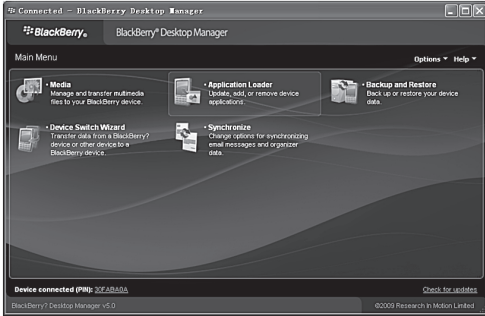 Connected - BlackBerry Desktop Manager
BlackBerry® BlackBerry® Desktop Manager
Main Menu Options Help
Media
Manage and transfer multimedia
files to your BlackBerry device.
Application Loader
Update, add, or remove device
applications.
Backup and Restore
Back up or restore your device
data.
Device Switch Wizard
Transfer data from a BlackBerry?
device or other device to a
BlackBerry device.
Synchronize
Change options for synchronizing
email messages and organizer
data.
Device connected (PIN): 30FABA0A Check for updates
BlackBerry? Desktop Manager v5.0 ©2009 Research In Motion Limited